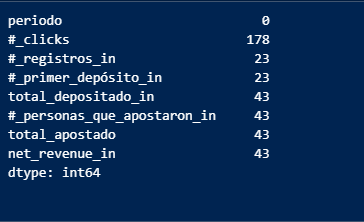 periodo 0
#_clicks 178
#_registros_in 23
#_primer_depósito_in 23
total_depositado_in 43
#_personas_que_apostaron_in 43
total_apostado 43
net_revenue_in 43
dtype: int64